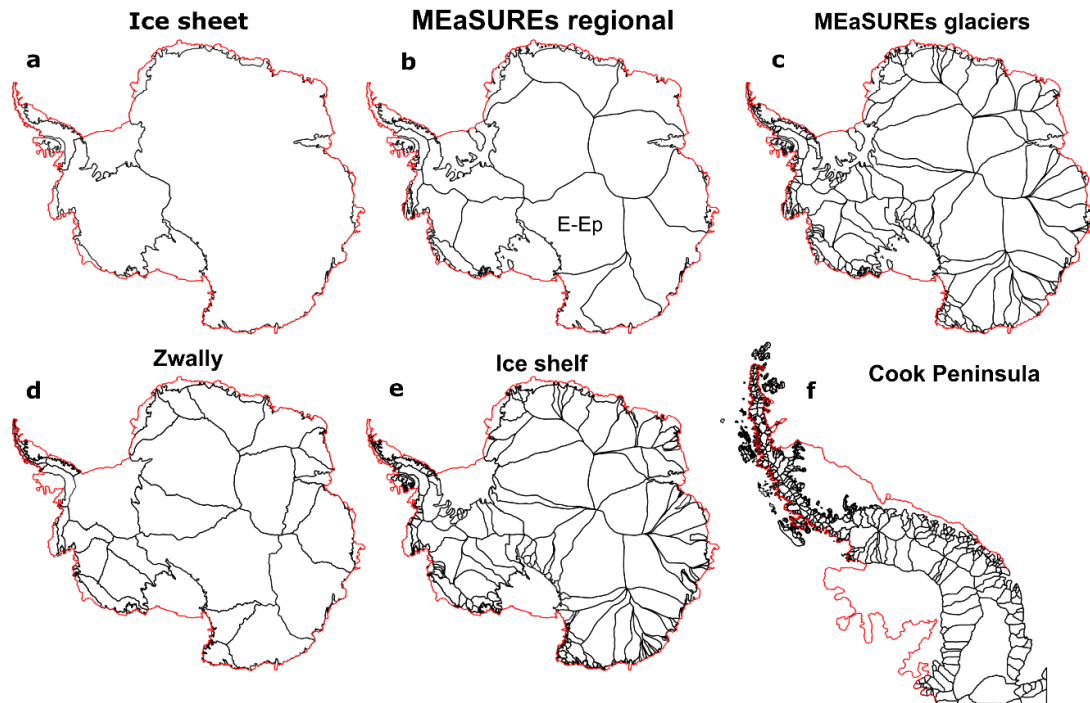 Ice sheet
MEaSUREs regional
MEaSUREs glaciers
a
b
c
E-Ep
Zwally
Ice shelf
Cook Peninsula
d
e
f